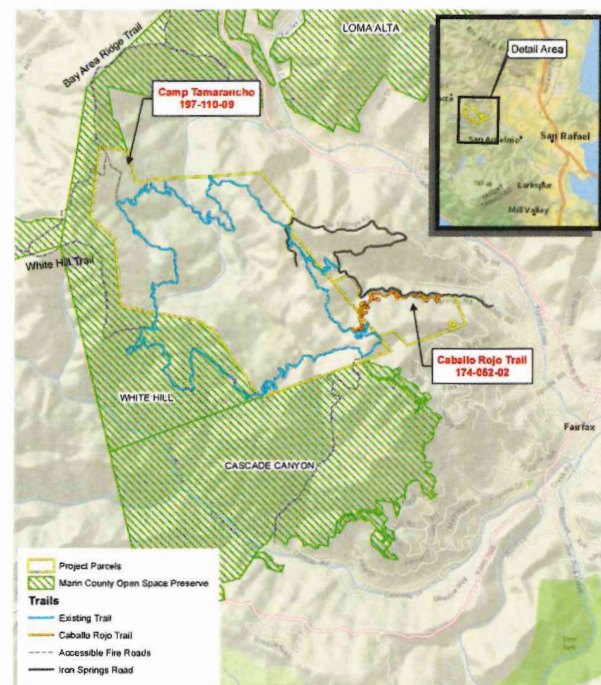 LOMA ALTA
Bay Area Ridge Trail
Camp Tamarancho
197-110-09
Detail Area
San Anselmo
San Rafael
Larkspur
Mill Valley
White Hill Trail
Caballo Rojo Trail
174-052-02
WHITE HILL
Fairfax
CASCADE CANYON
Project Parcels
Marin County Open Space Preserve
Trails
Existing Trail
Caballo Rojo Trail
Accessible Fire Roads
Iron Springs Road